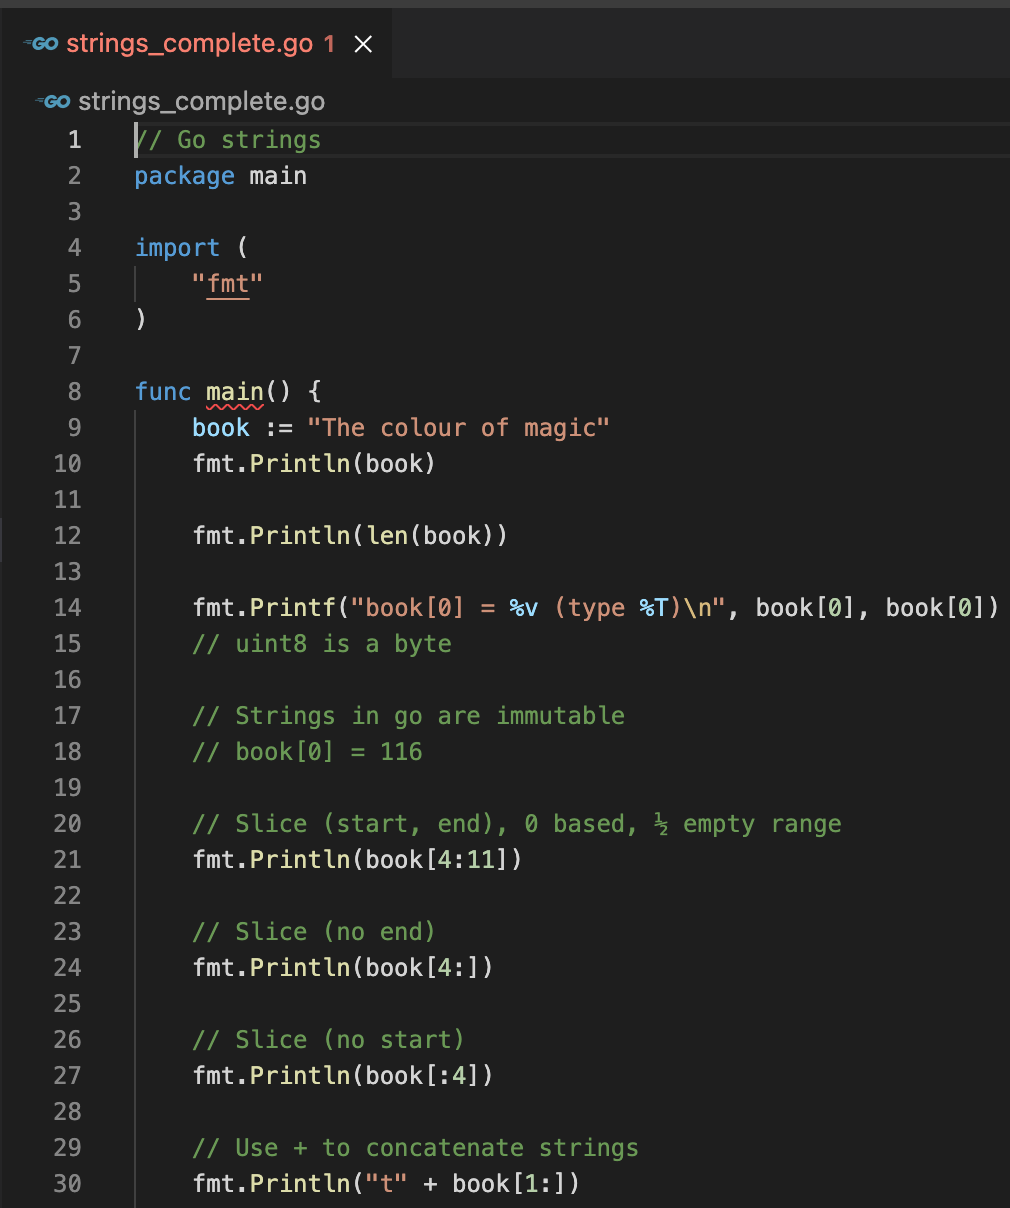 GO strings_complete.go 1 ×
GO strings_complete.go
1 // Go strings
2 package main
3
4 import (
5     "fmt"
6 )
7
8 func main() {
9     book := "The colour of magic"
10     fmt.Println(book)
11
12     fmt.Println(len(book))
13
14     fmt.Printf("book[0] = %v (type %T)\n", book[0], book[0])
15     // uint8 is a byte
16
17     // Strings in go are immutable
18     // book[0] = 116
19
20     // Slice (start, end), 0 based, ½ empty range
21     fmt.Println(book[4:11])
22
23     // Slice (no end)
24     fmt.Println(book[4:])
25
26     // Slice (no start)
27     fmt.Println(book[:4])
28
29     // Use + to concatenate strings
30     fmt.Println("t" + book[1:])